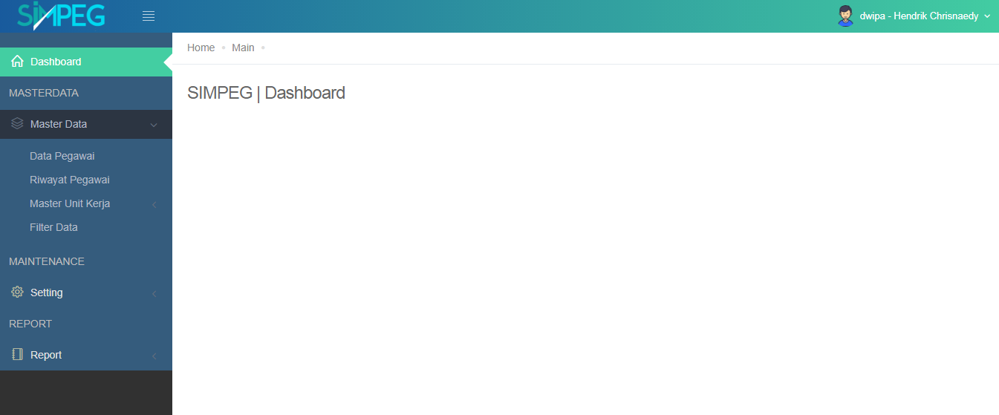 SiMPEG
dwipa - Hendrik Chrisnaedy
Home
Main
Dashboard
SIMPEG | Dashboard
MASTERDATA
Master Data
Data Pegawai
Riwayat Pegawai
Master Unit Kerja
Filter Data
MAINTENANCE
Setting
REPORT
Report